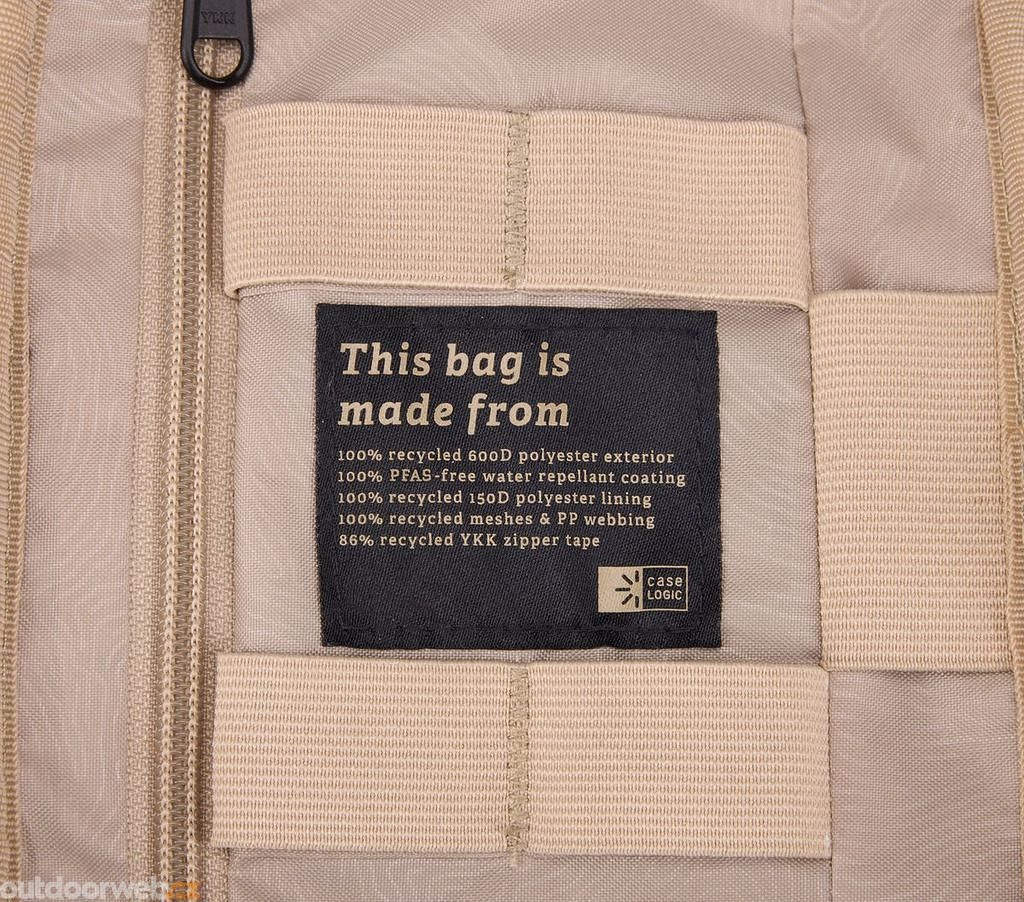 YKK
This bag is
made from
100% recycled 600D polyester exterior
100% PFAS-free water repellant coating
100% recycled 150D polyester lining
100% recycled meshes & PP webbing
86% recycled YKK zipper tape
case
LOGIC
outdoorweb.cz